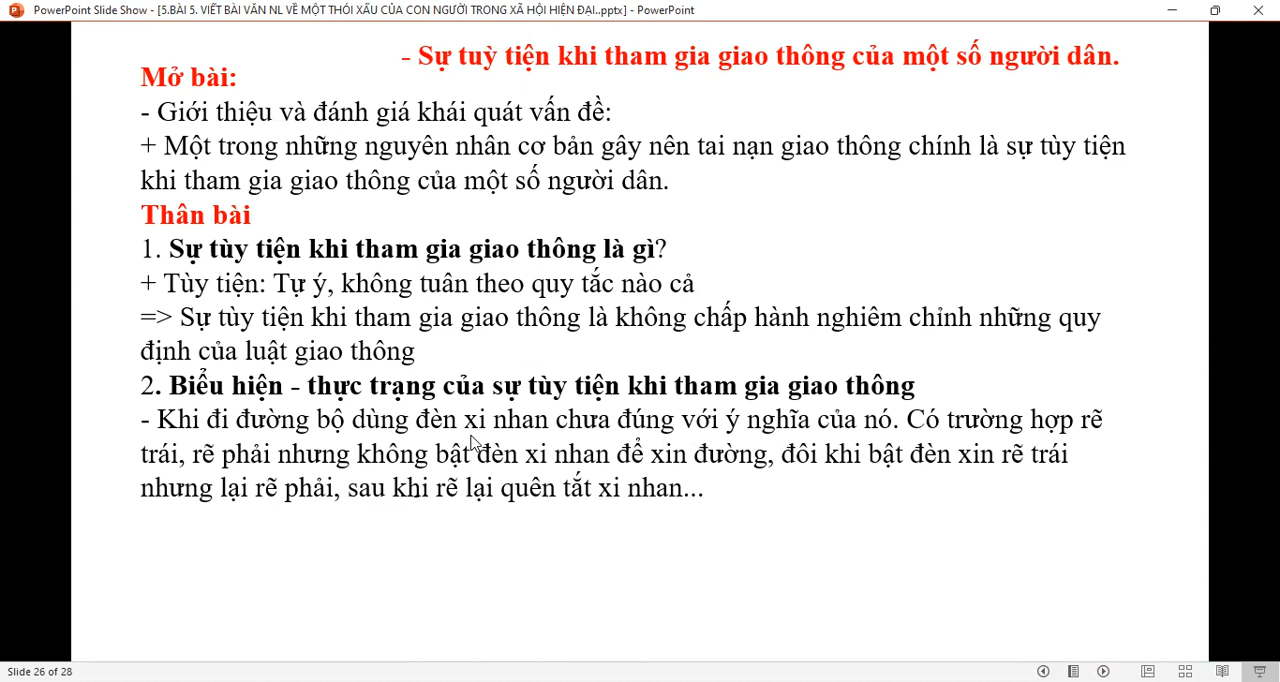 PowerPoint Slide Show - [5.BÀI 5. VIẾT BÀI VĂN NL VỀ MỘT THÓI XẤU CỦA CON NGƯỜI TRONG XÃ HỘI HIỆN ĐẠI..pptx] - PowerPoint
- Sự tuỳ tiện khi tham gia giao thông của một số người dân.
Mở bài:
- Giới thiệu và đánh giá khái quát vấn đề:
+ Một trong những nguyên nhân cơ bản gây nên tai nạn giao thông chính là sự tùy tiện
khi tham gia giao thông của một số người dân.
Thân bài
1. Sự tùy tiện khi tham gia giao thông là gì?
+ Tùy tiện: Tự ý, không tuân theo quy tắc nào cả
=> Sự tùy tiện khi tham gia giao thông là không chấp hành nghiêm chỉnh những quy
định của luật giao thông
2. Biểu hiện - thực trạng của sự tùy tiện khi tham gia giao thông
- Khi đi đường bộ dùng đèn xi nhan chưa đúng với ý nghĩa của nó. Có trường hợp rẽ
trái, rẽ phải nhưng không bật đèn xi nhan để xin đường, đôi khi bật đèn xin rẽ trái
nhưng lại rẽ phải, sau khi rẽ lại quên tắt xi nhan...
Slide 26 of 28